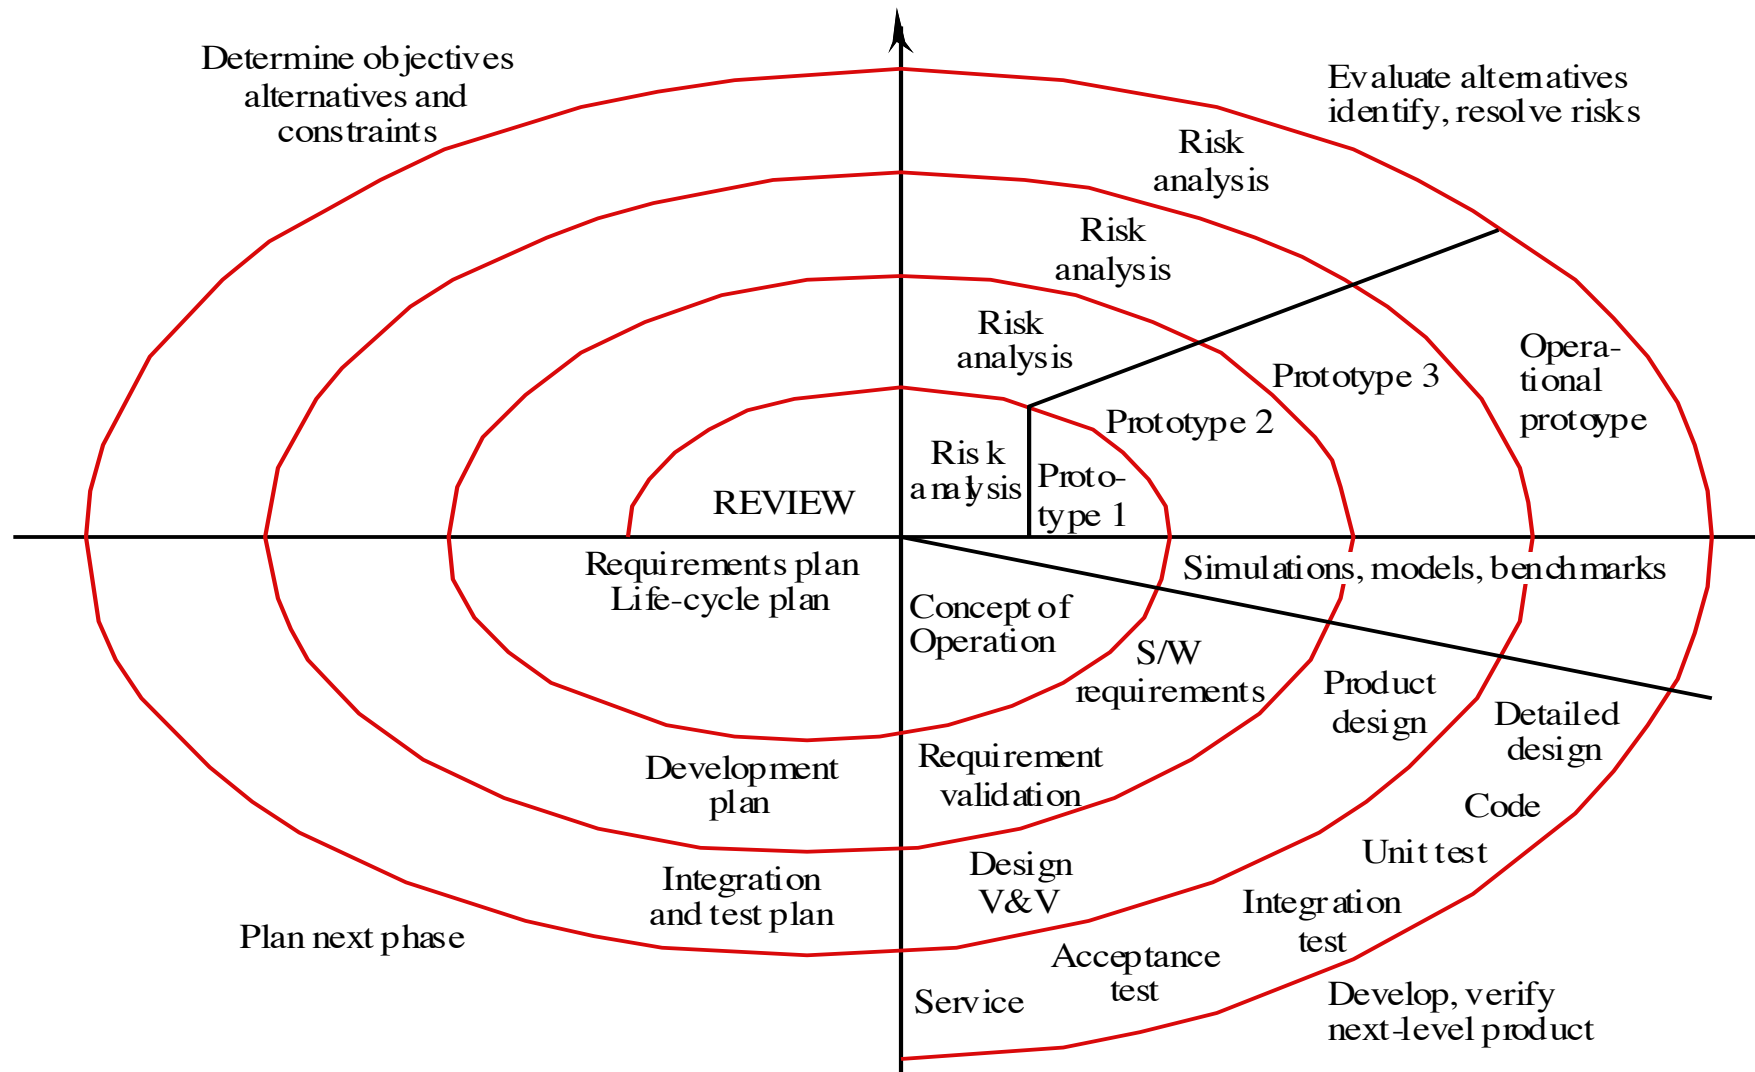 Determine objectives
alternatives and
constraints
Evaluate alternatives
identify, resolve risks
Risk
analysis
Risk
analysis
Risk
analysis
Risk
analysis
Proto-
type 1
Prototype 2
Prototype 3
Opera-
tional
protoype
REVIEW
Requirements plan
Life-cycle plan
Concept of
Operation
Simulations, models, benchmarks
S/W
requirements
Product
design
Detailed
design
Development
plan
Requirement
validation
Code
Unit test
Integration
and test plan
Design
V&V
Integration
test
Plan next phase
Acceptance
test
Service
Develop, verify
next-level product